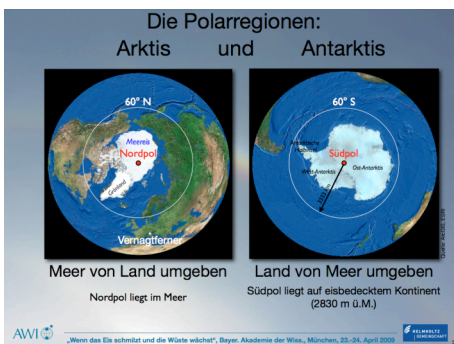 Die Polarregionen:
Arktis und Antarktis
60° N
Meereis
Nordpol
Grönland
Vernagtferner
60° S
Antarktische
Halbinsel
Südpol
West-Antarktis
Ost-Antarktis
Meer von Land umgeben
Land von Meer umgeben
Nordpol liegt im Meer
Südpol liegt auf eisbedecktem Kontinent
(2830 m ü.M.)
AWI
„Wenn das Eis schmilzt und die Wüste wächst", Bayer. Akademie der Wiss., München, 23.-24. April 2009
HELMHOLTZ
GEMEINSCHAFT